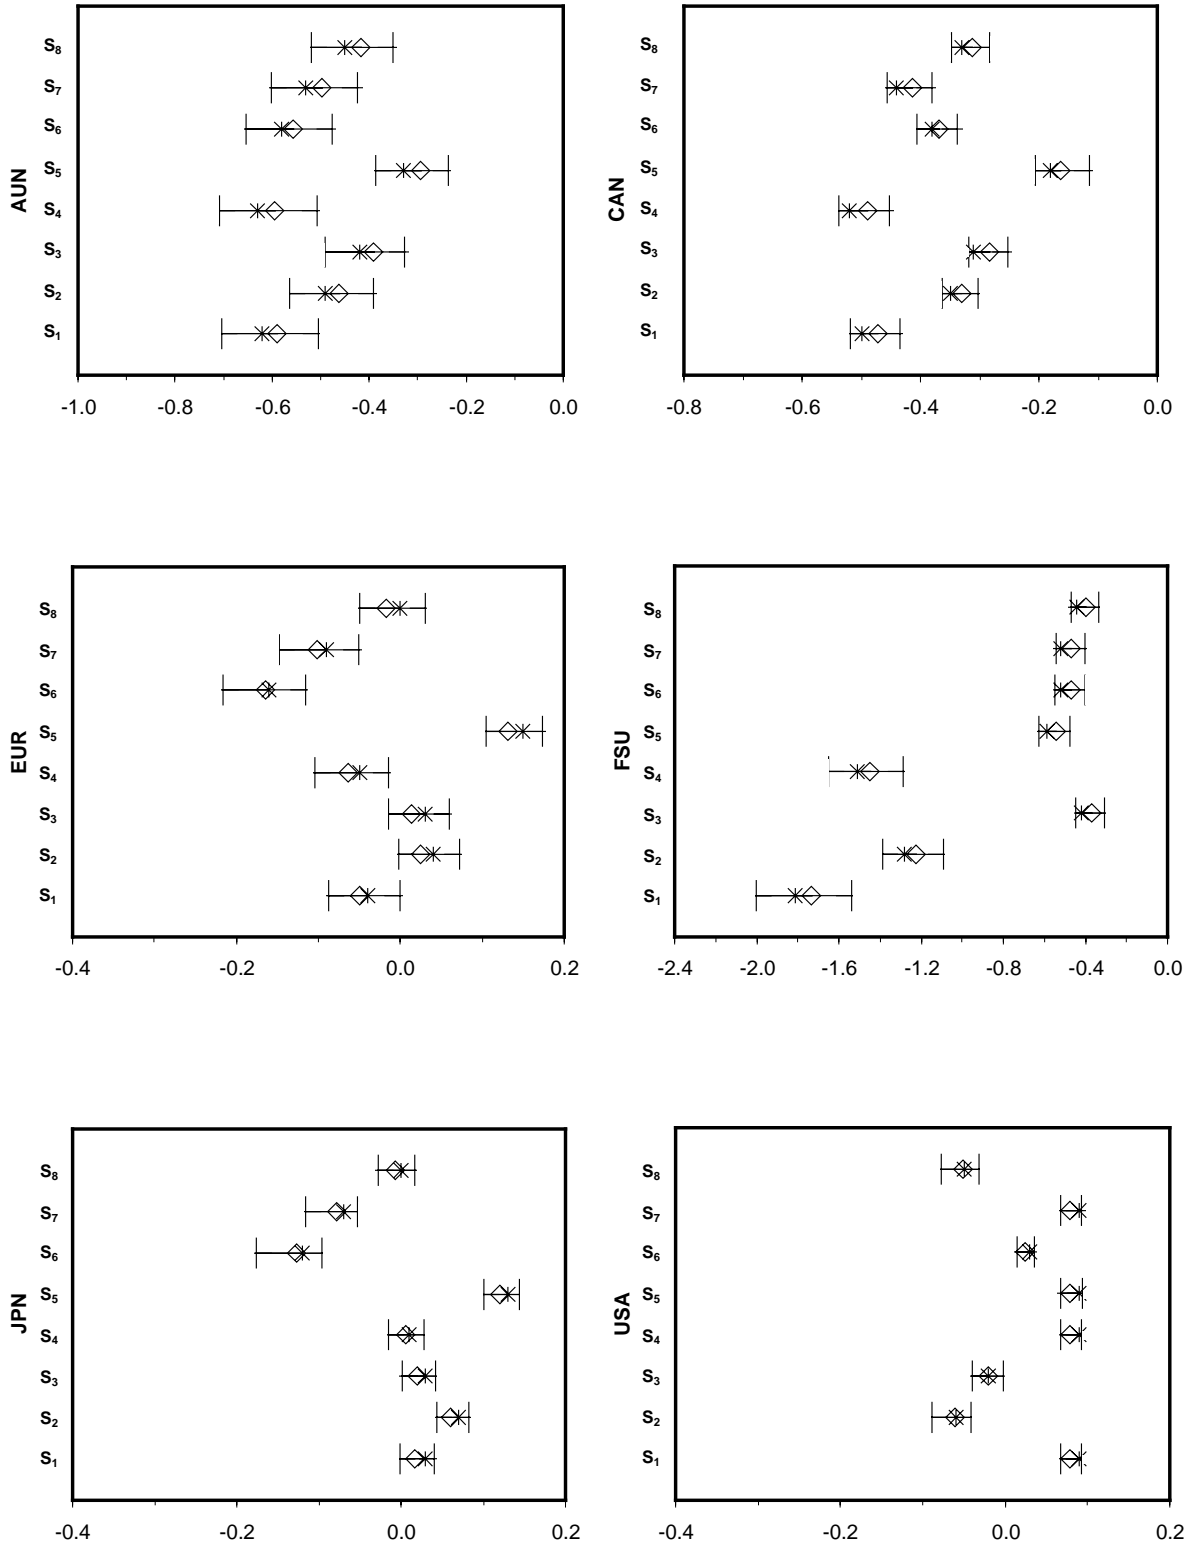 AUN
S₈
S₇
S₆
S₅
S₄
S₃
S₂
S₁
-1.0 -0.8 -0.6 -0.4 -0.2 0.0
CAN
S₈
S₇
S₆
S₅
S₄
S₃
S₂
S₁
-0.8 -0.6 -0.4 -0.2 0.0
EUR
S₈
S₇
S₆
S₅
S₄
S₃
S₂
S₁
-0.4 -0.2 0.0 0.2
FSU
S₈
S₇
S₆
S₅
S₄
S₃
S₂
S₁
-2.4 -2.0 -1.6 -1.2 -0.8 -0.4 0.0
JPN
S₈
S₇
S₆
S₅
S₄
S₃
S₂
S₁
-0.4 -0.2 0.0 0.2
USA
S₈
S₇
S₆
S₅
S₄
S₃
S₂
S₁
-0.4 -0.2 0.0 0.2